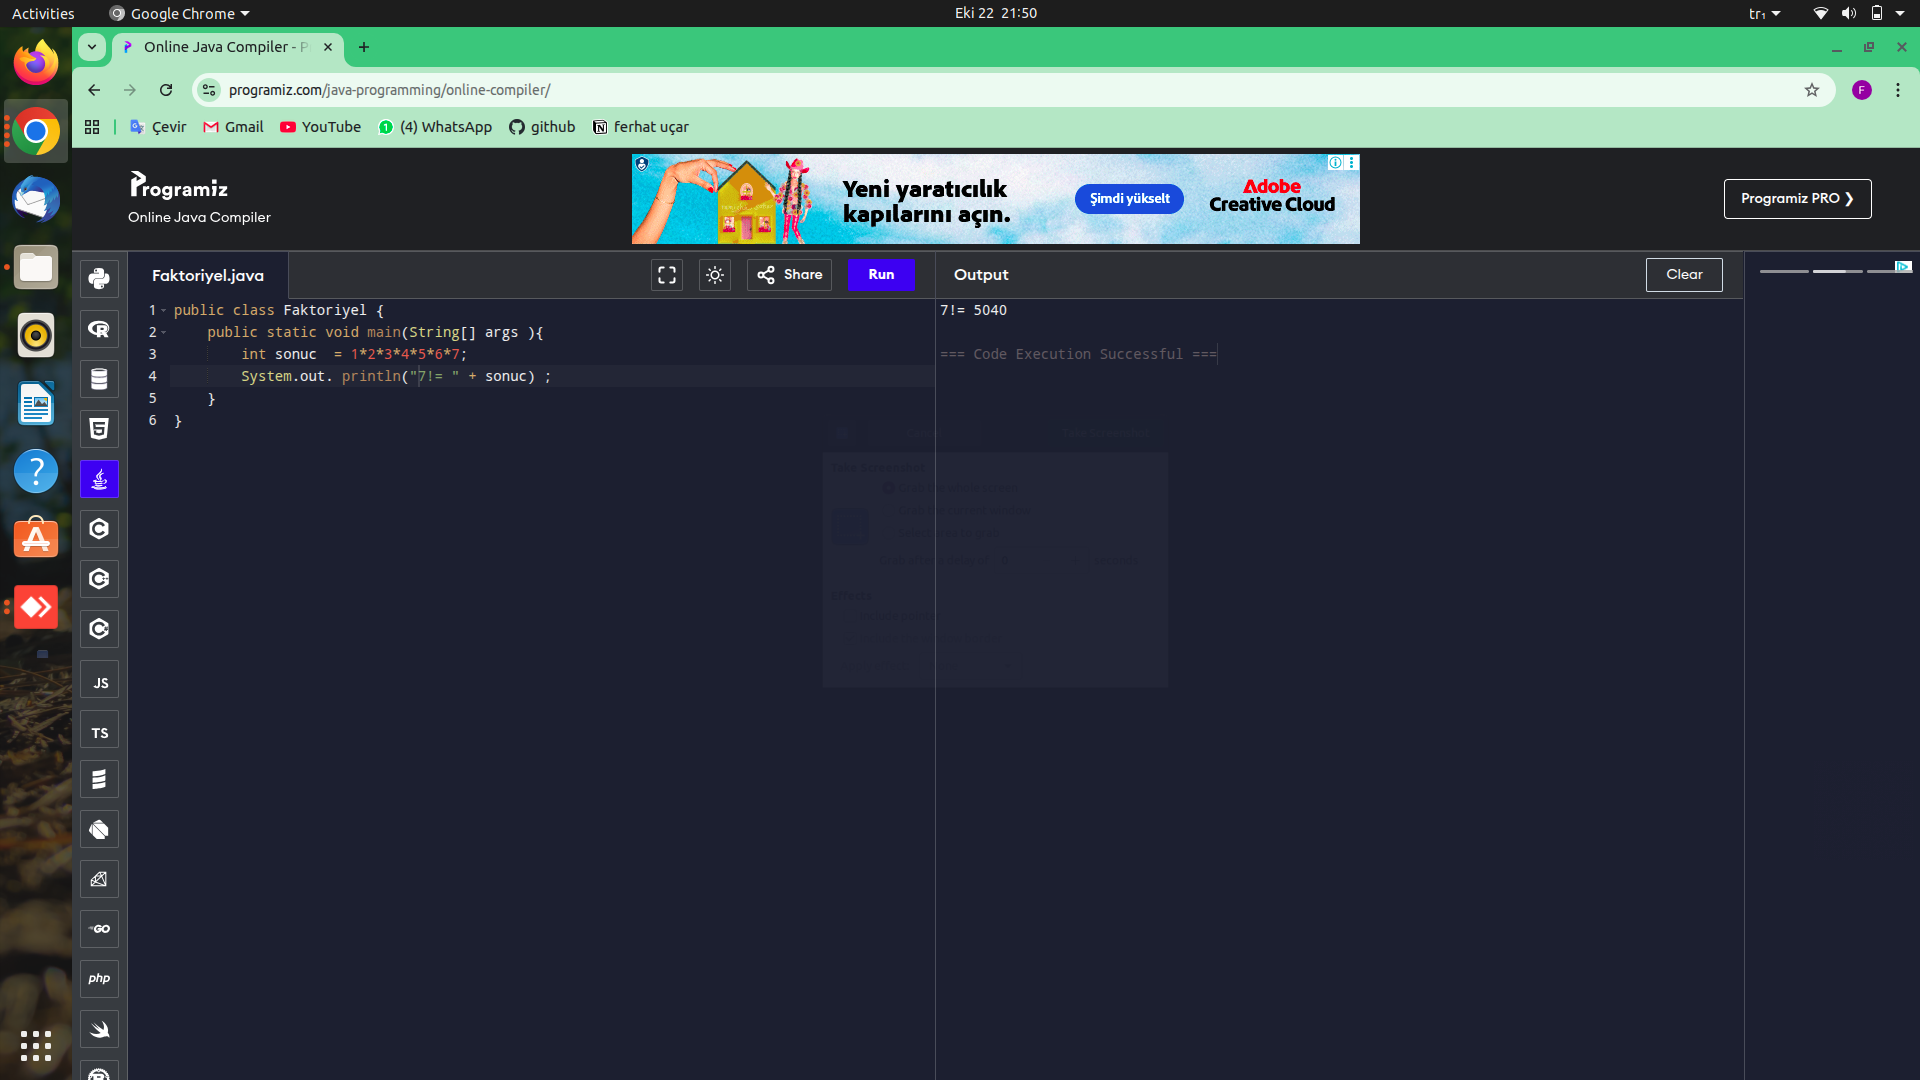 Activities
Google Chrome
Eki 22 21:50
tr₁
Online Java Compiler - P
programiz.com/java-programming/online-compiler/
F
Çevir
Gmail
YouTube
1
(4) WhatsApp
github
ferhat uçar
Programiz
Online Java Compiler
Yeni yaratıcılık
kapılarını açın.
Şimdi yükselt
Adobe
Creative Cloud
Programiz PRO ❯
Faktoriyel.java
Share
Run
Output
Clear
1 public class Faktoriyel {
2     public static void main(String[] args ){
3         int sonuc  = 1*2*3*4*5*6*7;
4         System.out. println("7!= " + sonuc) ;
5     }
6 }
7!= 5040
=== Code Execution Successful ===
JS
TS
GO
php